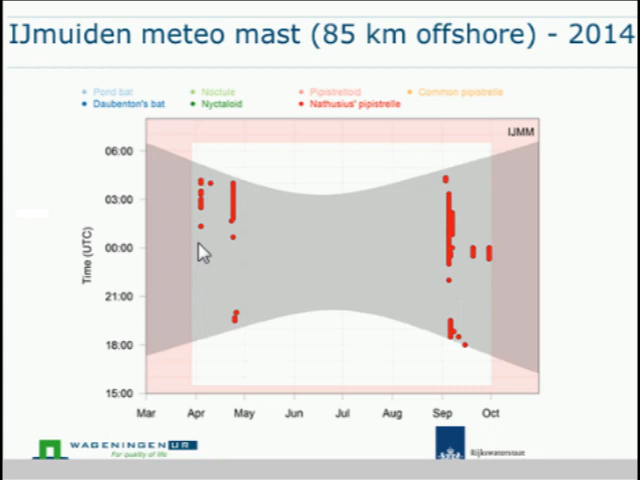 IJmuiden meteo mast (85 km offshore) - 2014
Pond bat Noctule Pipistrelloid Common pipistrelle
Daubenton's bat Nyctaloid Nathusius' pipistrelle
IJMM
06:00
03:00
00:00
21:00
18:00
15:00
Time (UTC)
Mar Apr May Jun Jul Aug Sep Oct
WAGENINGEN UR
For quality of life
Rijkswaterstaat